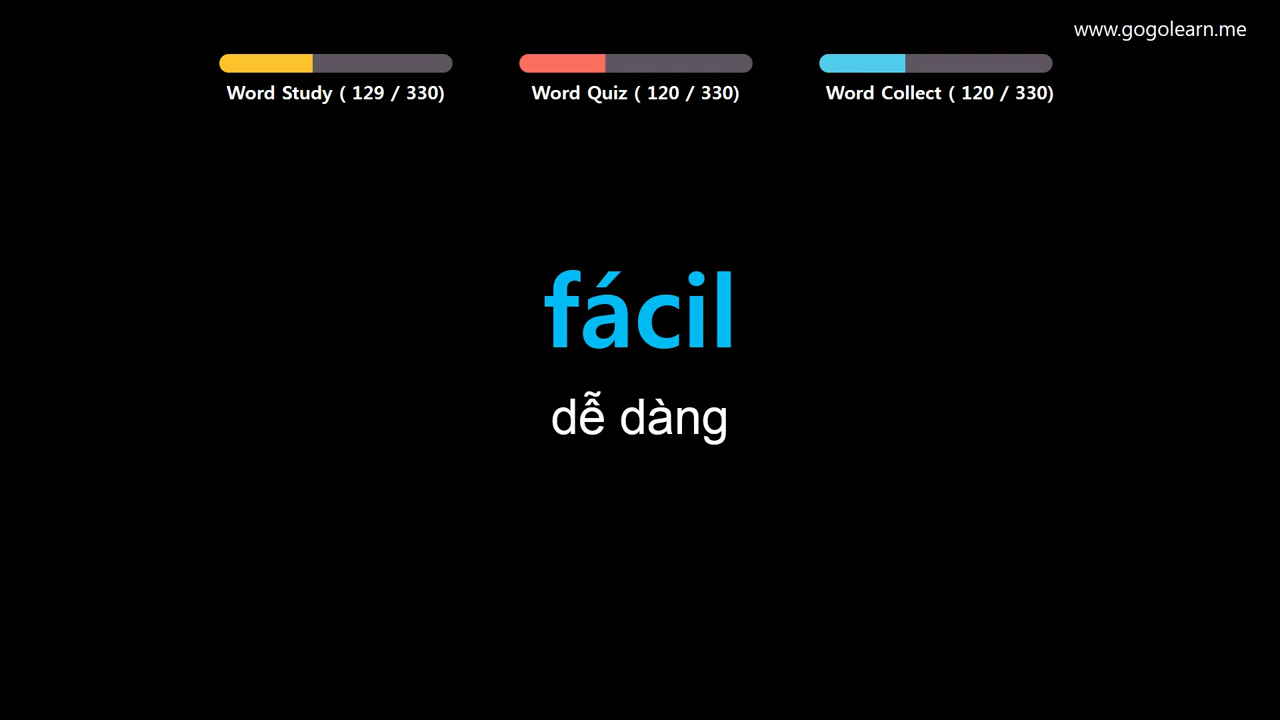 www.gogolearn.me
Word Study ( 129 / 330)
Word Quiz ( 120 / 330)
Word Collect ( 120 / 330)
fácil
dễ dàng